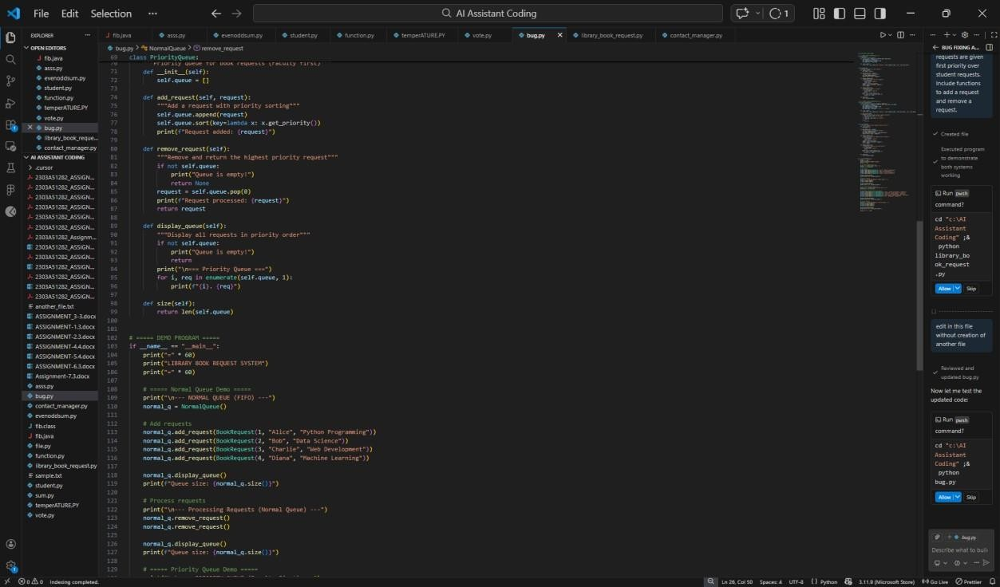 File Edit Selection ···
AI Assistant Coding
1
EXPLORER ···
OPEN EDITORS
fib.java
asss.py
evenoddsum.py
student.py
function.py
temperATURE.PY
vote.py
bug.py
library_book_reque...
contact_manager.py
AI ASSISTANT CODING
.cursor
2303A51282_ASSIGN...
2303A51282_ASSIGN...
2303A51282_ASSIGN...
2303A51282_ASSIGN...
2303A51282_ASSIGN...
2303A51282_ASSIGN...
2303A51282_Assignm...
2303A51282_ASSIGN...
2303A51282_ASSIGN...
2303A51282_ASSIGN...
2303A51282_ASSIGN...
2303A51282_ASSIGN...
2303A51282_ASSIGN...
another_file.txt
ASSIGNMENT_3-3.docx
ASSIGNMENT-1.3.docx
ASSIGNMENT-2.3.docx
ASSIGNMENT-4.4.docx
ASSIGNMENT-5.4.docx
ASSIGNMENT-6.3.docx
Assignment-7.3.docx
asss.py
bug.py
contact_manager.py
evenoddsum.py
fib.class
fib.java
file.py
function.py
library_book_request.py
sample.txt
student.py
sum.py
temperATURE.PY
vote.py
fib.java asss.py evenoddsum.py student.py function.py temperATURE.PY vote.py bug.py library_book_request.py contact_manager.py
bug.py > NormalQueue > remove_request
69 class PriorityQueue:
70 Priority queue for book requests (Faculty first)
71 def __init__(self):
72 self.queue = []
73
74 def add_request(self, request):
75 """Add a request with priority sorting"""
76 self.queue.append(request)
77 self.queue.sort(key=lambda x: x.get_priority())
78 print(f"Request added: {request}")
79
80 def remove_request(self):
81 """Remove and return the highest priority request"""
82 if not self.queue:
83 print("Queue is empty!")
84 return None
85 request = self.queue.pop(0)
86 print(f"Request processed: {request}")
87 return request
88
89 def display_queue(self):
90 """Display all requests in priority order"""
91 if not self.queue:
92 print("Queue is empty!")
93 return
94 print("\n=== Priority Queue ===")
95 for i, req in enumerate(self.queue, 1):
96 print(f"{i}. {req}")
97
98 def size(self):
99 return len(self.queue)
100
101
102 # ===== DEMO PROGRAM =====
103 if __name__ == "__main__":
104 print("=" * 60)
105 print("LIBRARY BOOK REQUEST SYSTEM")
106 print("=" * 60)
107
108 # ===== Normal Queue Demo =====
109 print("\n--- NORMAL QUEUE (FIFO) ---")
110 normal_q = NormalQueue()
111
112 # Add requests
113 normal_q.add_request(BookRequest(1, "Alice", "Python Programming"))
114 normal_q.add_request(BookRequest(2, "Bob", "Data Science"))
115 normal_q.add_request(BookRequest(3, "Charlie", "Web Development"))
116 normal_q.add_request(BookRequest(4, "Diana", "Machine Learning"))
117
118 normal_q.display_queue()
119 print(f"Queue size: {normal_q.size()}")
120
121 # Process requests
122 print("\n--- Processing Requests (Normal Queue) ---")
123 normal_q.remove_request()
124 normal_q.remove_request()
125
126 normal_q.display_queue()
127 print(f"Queue size: {normal_q.size()}")
128
129 # ===== Priority Queue Demo =====
BUG FIXING A...
requests are given
first priority over
student requests.
Include functions
to add a request
and remove a
request.
Created file
Executed program
to demonstrate
both systems
working
Run pwsh
command?
cd "c:\AI
Assistant
Coding" ;&
python
library_bo
ok_request
.py
Allow Skip
edit in this file
without creation of
another file
Reviewed and
updated bug.py
Now let me test the
updated code:
Run pwsh
command?
cd "c:\AI
Assistant
Coding" ;&
python
bug.py
Allow Skip
bug.py
Describe what to buil
0 0 Indexing completed.
Ln 26, Col 50 Spaces: 4 UTF-8 {} Python 3.11.9 (Microsoft Store) Go Live Prettier